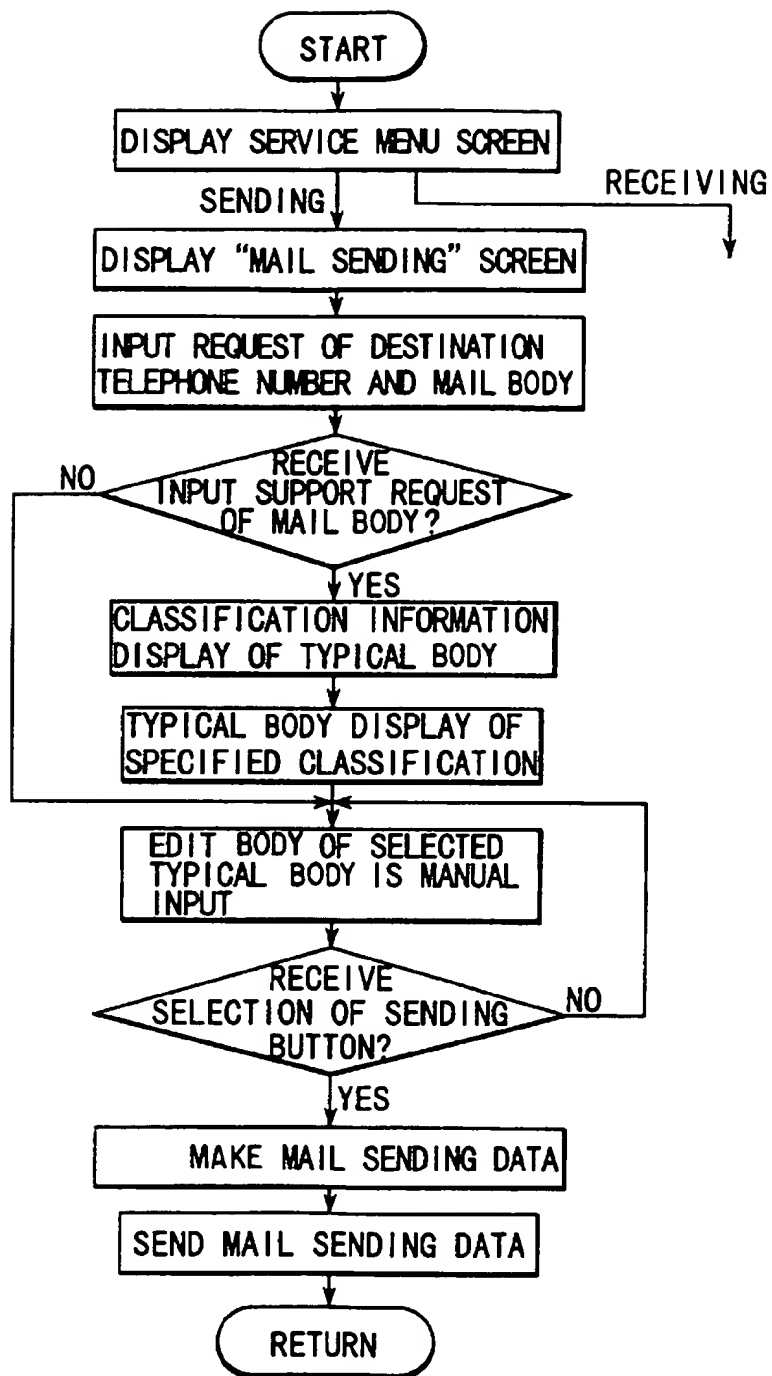 START
DISPLAY SERVICE MENU SCREEN
RECEIVING
SENDING
DISPLAY “MAIL SENDING” SCREEN
INPUT REQUEST OF DESTINATION
TELEPHONE NUMBER AND MAIL BODY
NO
RECEIVE
INPUT SUPPORT REQUEST
OF MAIL BODY?
YES
CLASSIFICATION INFORMATION
DISPLAY OF TYPICAL BODY
TYPICAL BODY DISPLAY OF
SPECIFIED CLASSIFICATION
EDIT BODY OF SELECTED
TYPICAL BODY IS MANUAL
INPUT
RECEIVE
SELECTION OF SENDING
BUTTON?
NO
YES
MAKE MAIL SENDING DATA
SEND MAIL SENDING DATA
RETURN